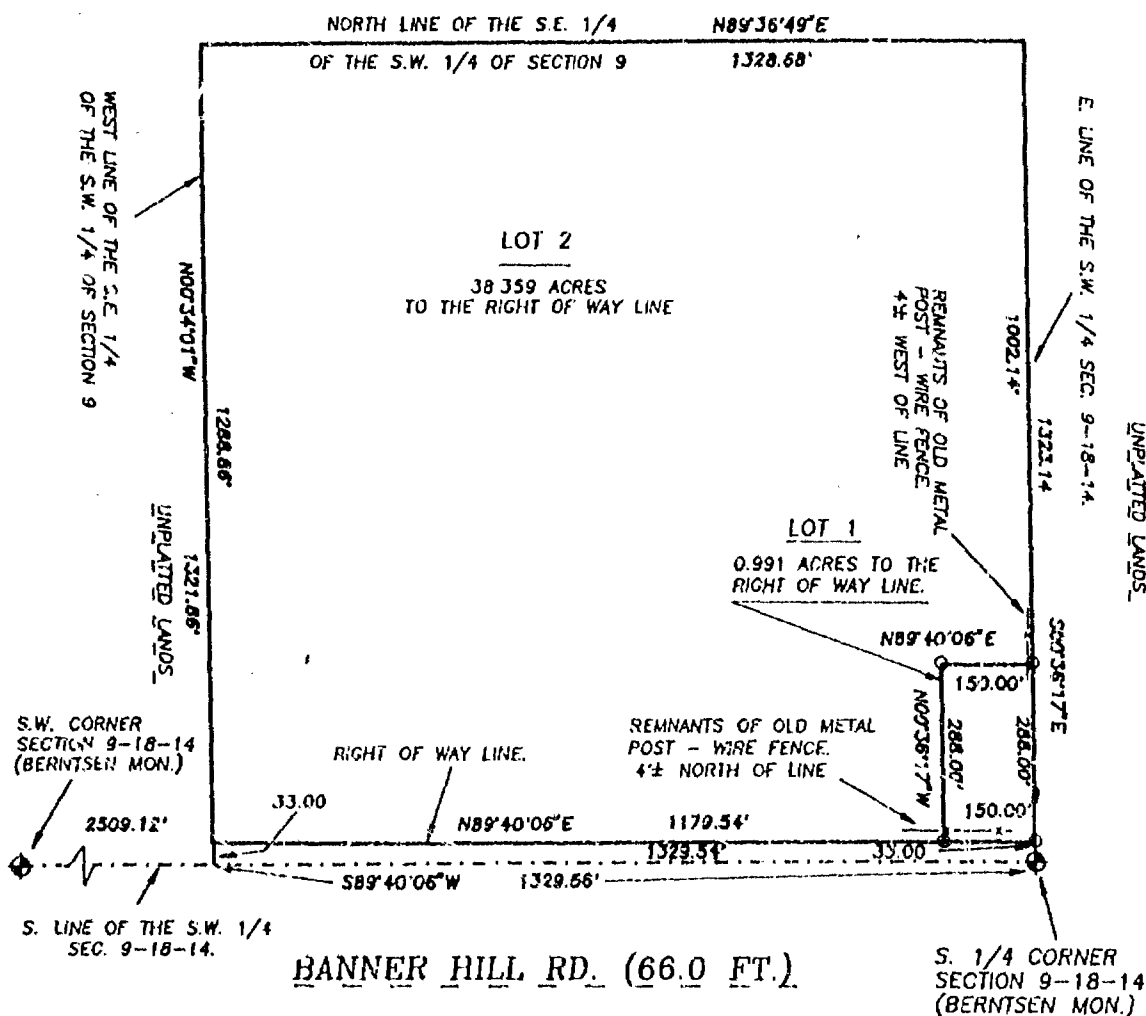 NORTH LINE OF THE S.E. 1/4 N89°36'49"E
OF THE S.W. 1/4 OF SECTION 9 1328.68'
WEST LINE OF THE S.E. 1/4
OF THE S.W. 1/4 OF SECTION 9
N00°34'01"W
1288.86'
1321.86'
UNPLATTED LANDS
LOT 2
38.359 ACRES
TO THE RIGHT OF WAY LINE
REMNANTS OF OLD METAL
POST - WIRE FENCE.
4'± WEST OF LINE
1002.14'
E. LINE OF THE S.W. 1/4 SEC. 9-18-14.
1323.14
UNPLATTED LANDS
LOT 1
0.991 ACRES TO THE
RIGHT OF WAY LINE.
N89°40'06"E
150.00'
S00°36'17"E
N00°36'17"W
288.00'
288.00'
150.00'
S.W. CORNER
SECTION 9-18-14
(BERNTSEN MON.)
RIGHT OF WAY LINE.
REMNANTS OF OLD METAL
POST - WIRE FENCE.
4'± NORTH OF LINE
33.00
N89°40'06"E 1179.54'
1329.54'
33.00
S89°40'06"W 1329.66'
S. LINE OF THE S.W. 1/4
SEC. 9-18-14.
BANNER HILL RD. (66.0 FT.)
S. 1/4 CORNER
SECTION 9-18-14
(BERNTSEN MON.)